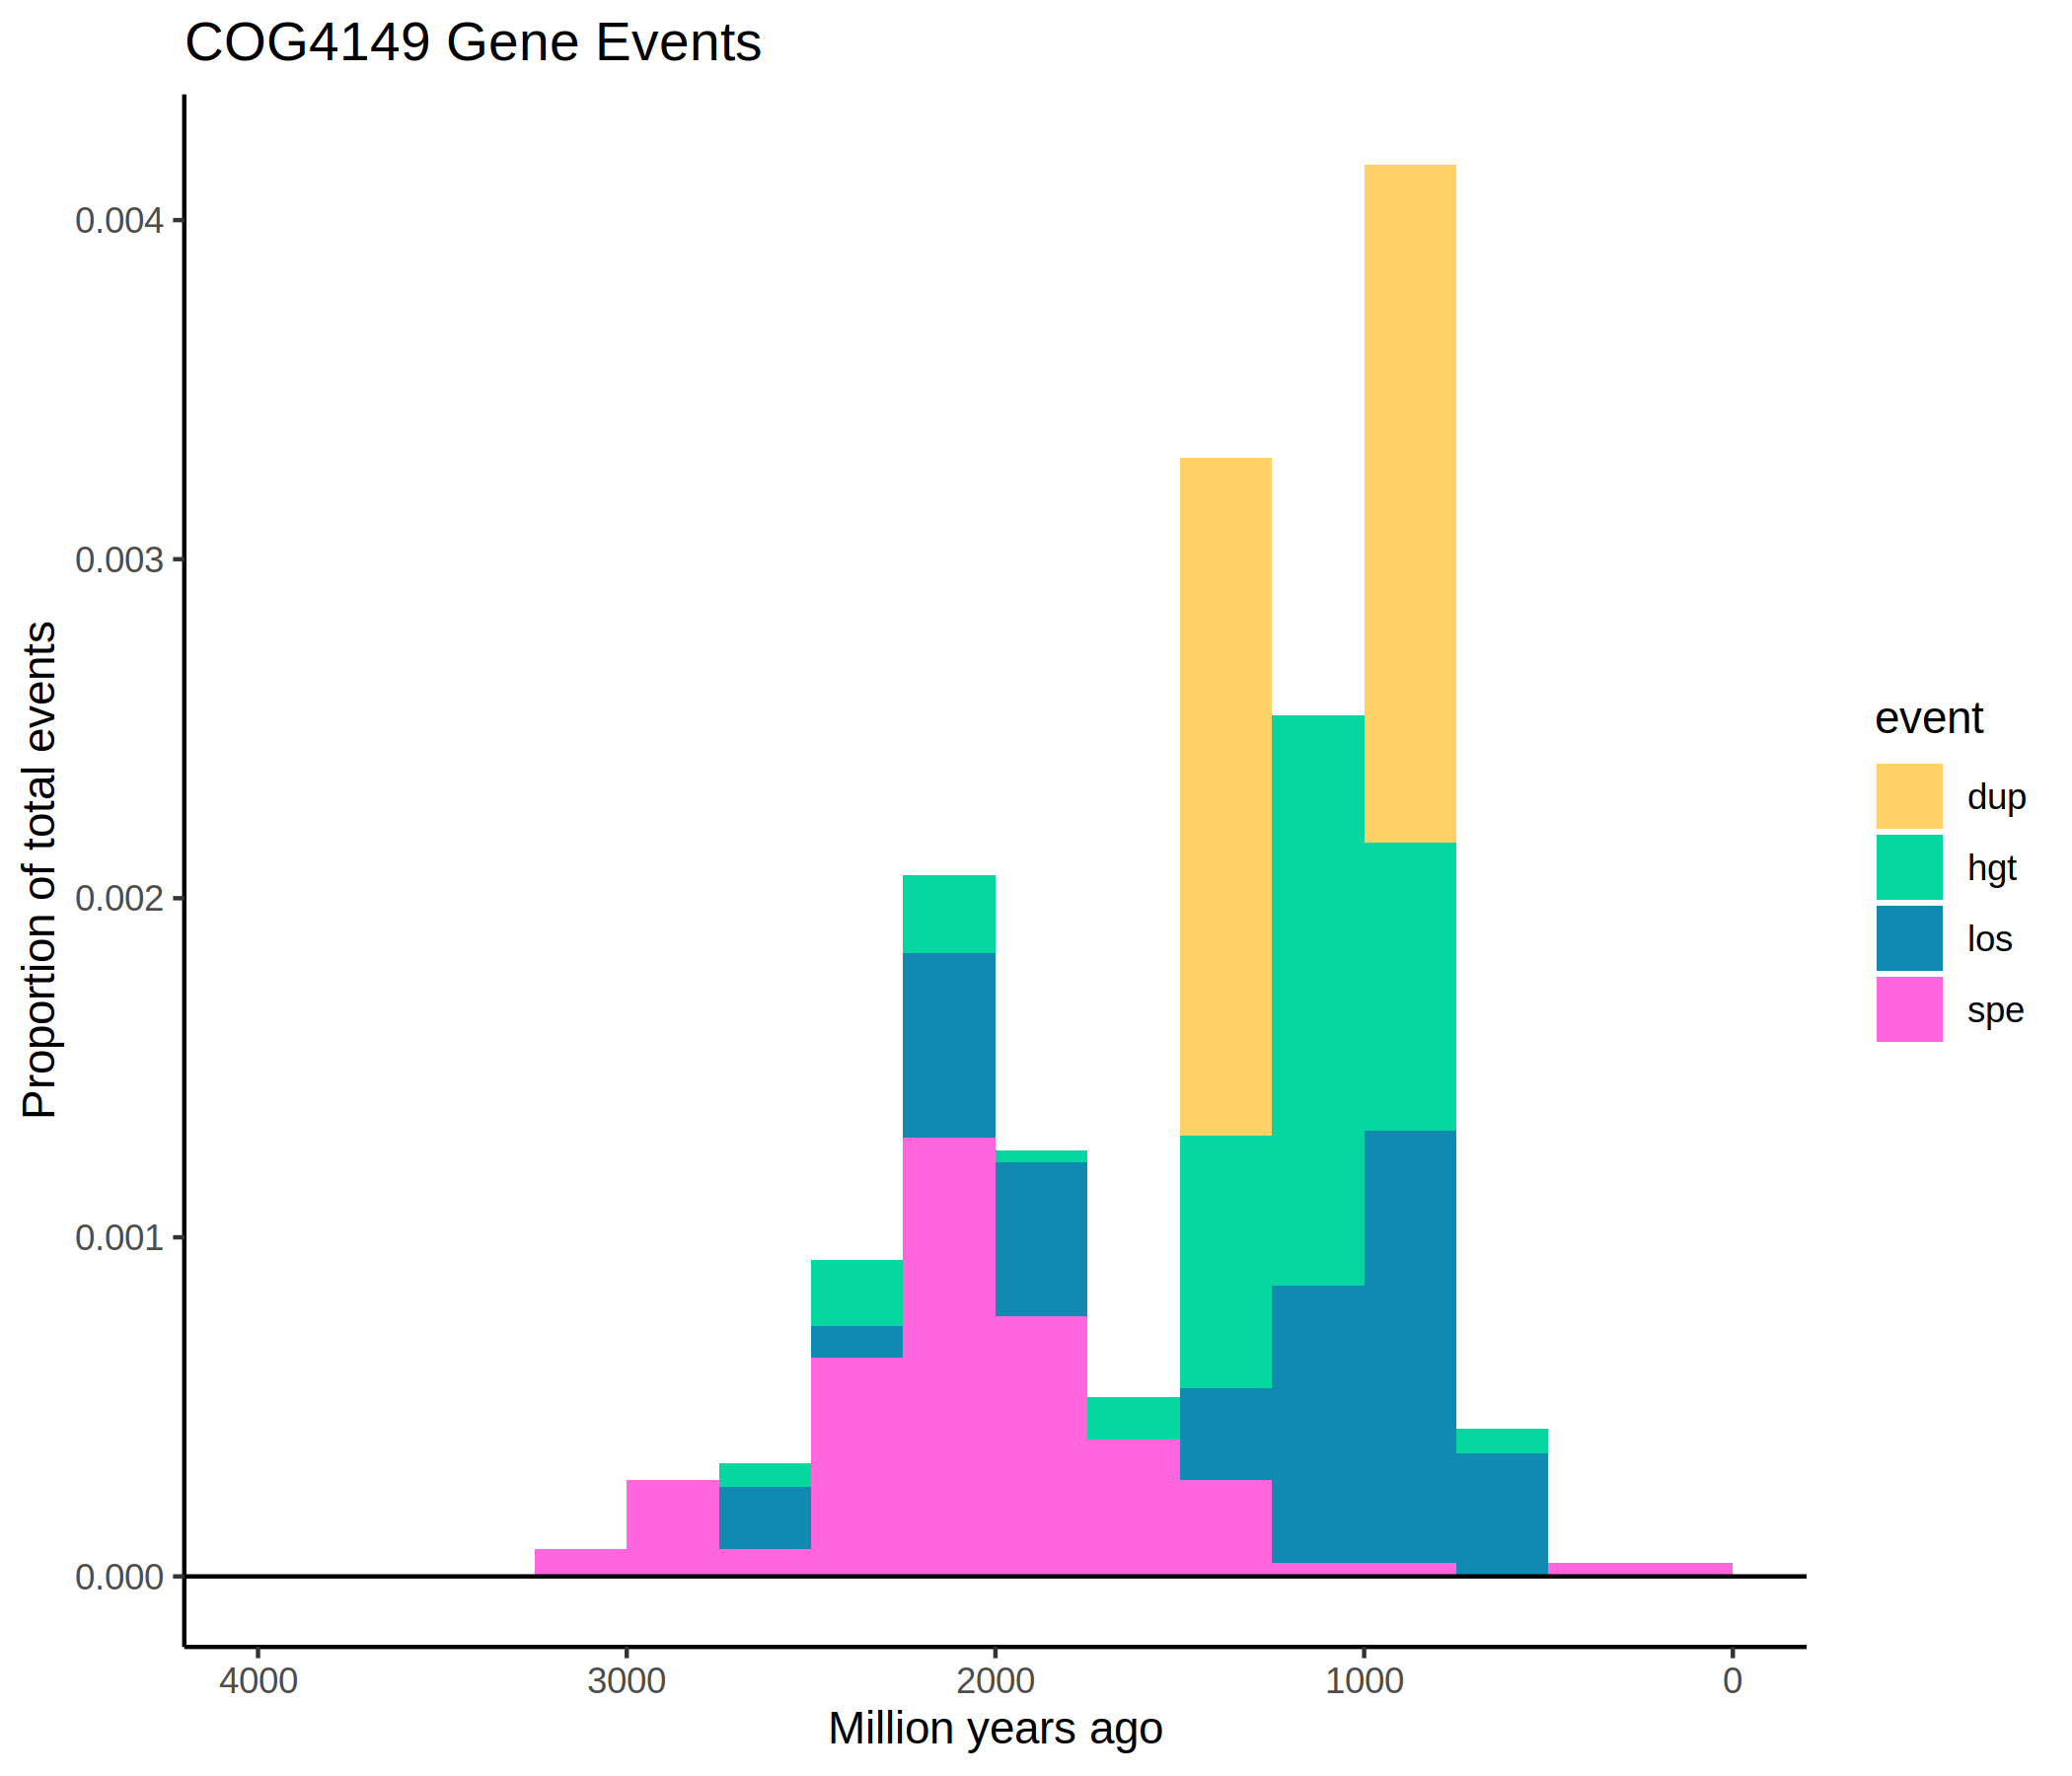 COG4149 Gene Events
Proportion of total events
0.004
0.003
0.002
0.001
0.000
4000 3000 2000 1000 0
Million years ago
event
dup
hgt
los
spe